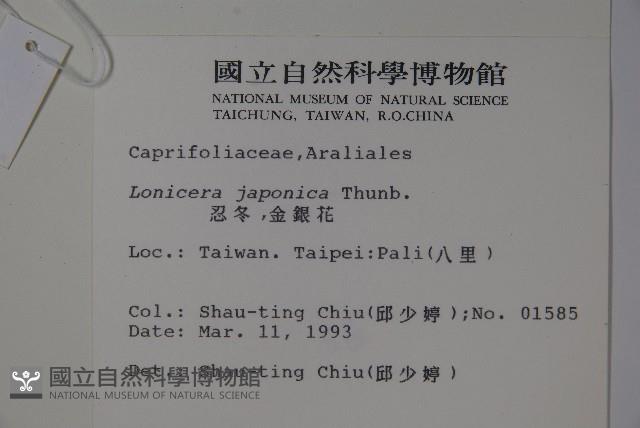 國立自然科學博物館
NATIONAL MUSEUM OF NATURAL SCIENCE
TAICHUNG, TAIWAN, R.O.CHINA
Caprifoliaceae,Araliales
Lonicera japonica Thunb.
忍冬,金銀花
Loc.: Taiwan. Taipei:Pali(八里)
Col.: Shau-ting Chiu(邱少婷);No. 01585
Date: Mar. 11, 1993
Det. Shau-ting Chiu(邱少婷)
國立自然科學博物館
NATIONAL MUSEUM OF NATURAL SCIENCE